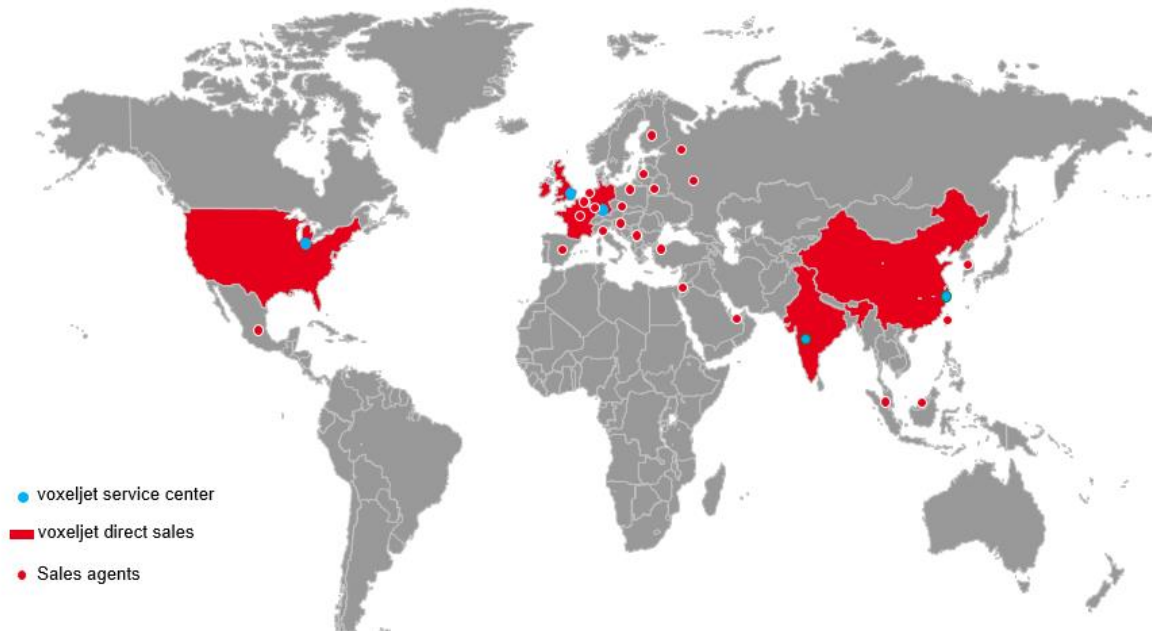 voxeljet service center
voxeljet direct sales
Sales agents